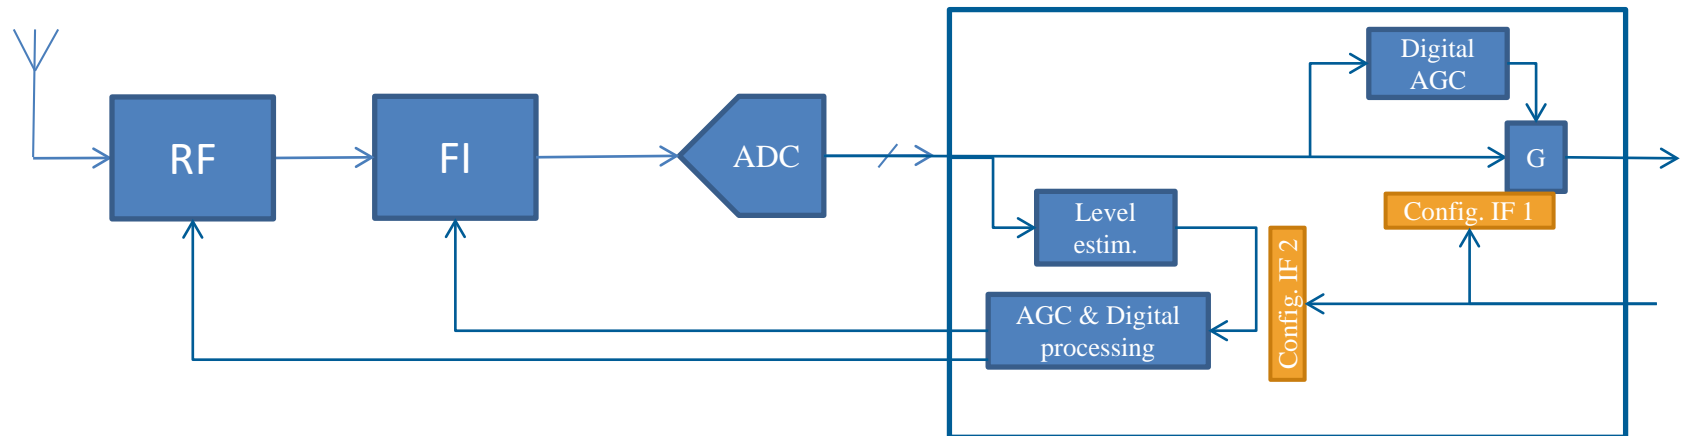 RF
FI
ADC
Digital
AGC
G
Config. IF 1
Level
estim.
Config. IF 2
AGC & Digital
processing